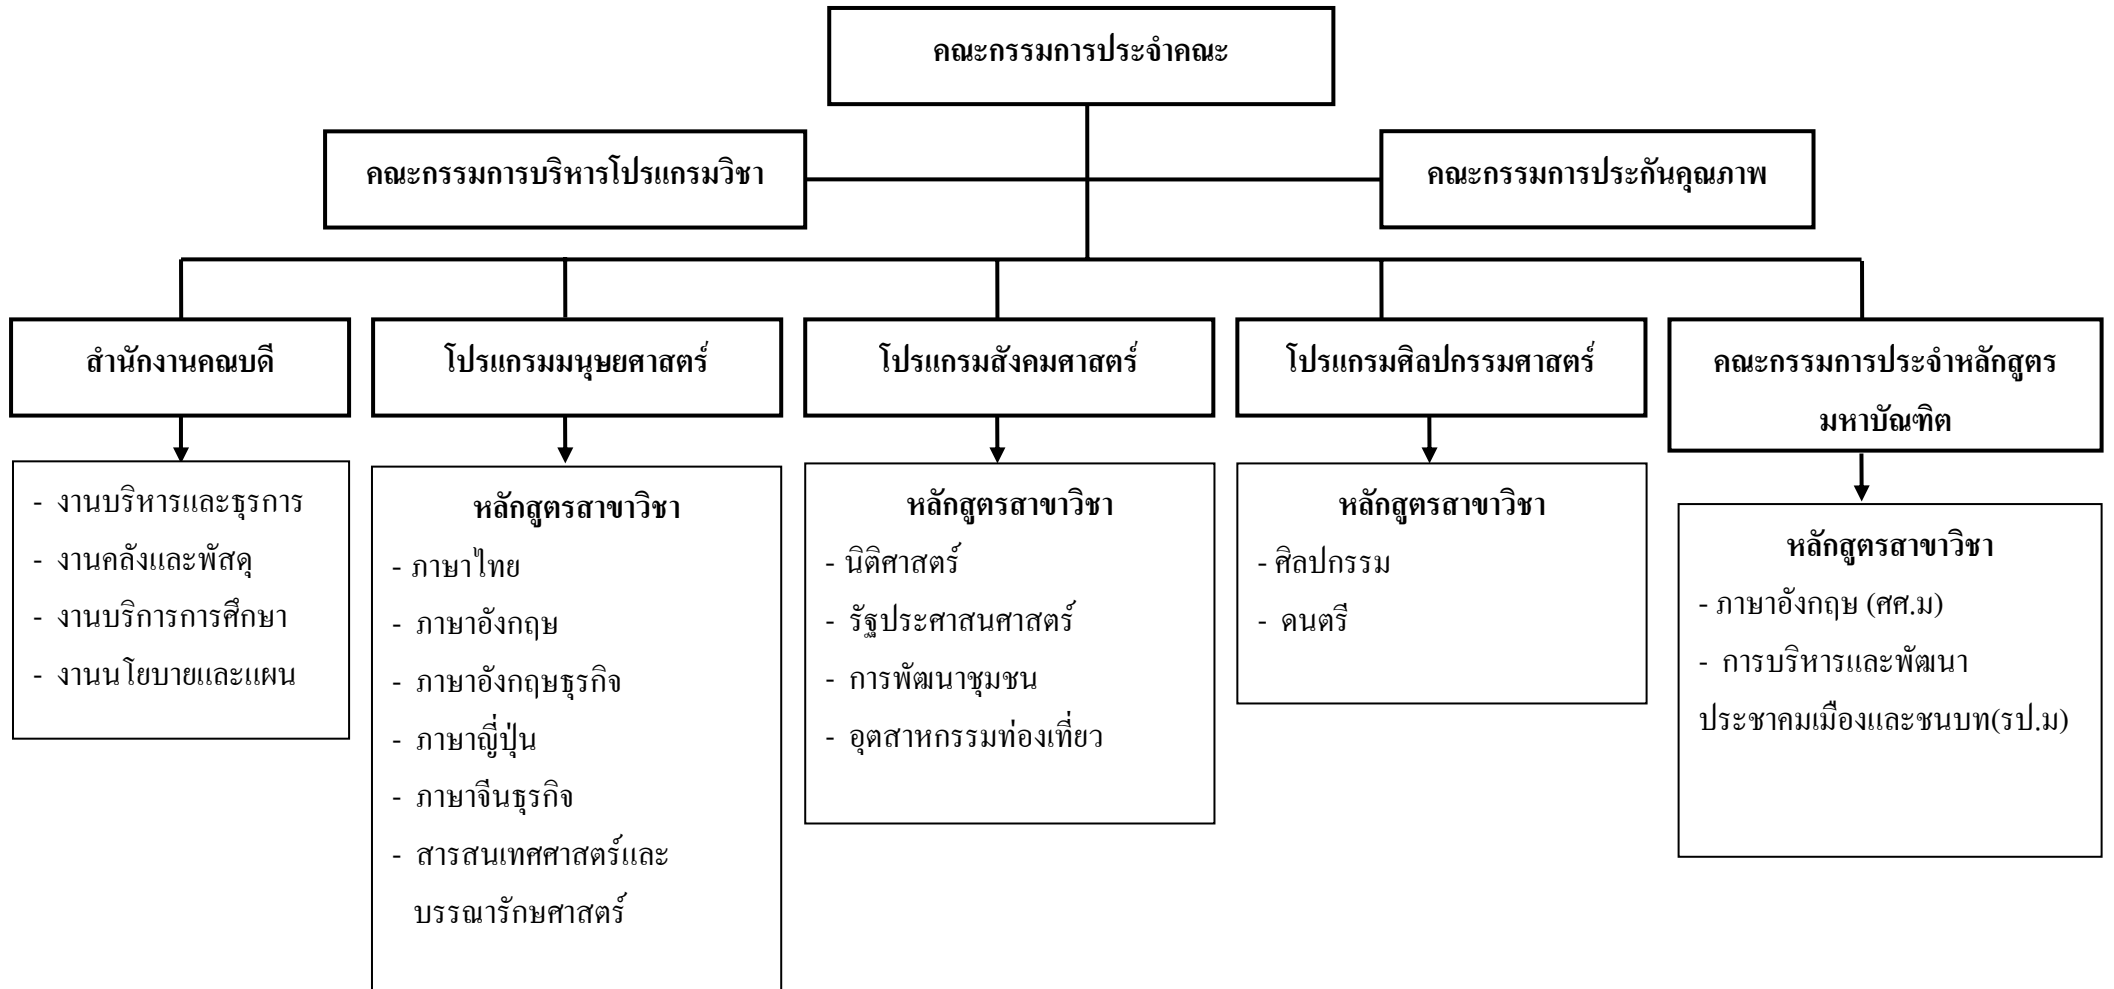 คณะกรรมการประจำคณะ
คณะกรรมการบริหารโปรแกรมวิชา
คณะกรรมการประกันคุณภาพ
สำนักงานคณบดี
โปรแกรมมนุษยศาสตร์
โปรแกรมสังคมศาสตร์
โปรแกรมศิลปกรรมศาสตร์
คณะกรรมการประจำหลักสูตร
มหาบัณฑิต
- งานบริหารและธุรการ
- งานคลังและพัสดุ
- งานบริการการศึกษา
- งานนโยบายและแผน
หลักสูตรสาขาวิชา
- ภาษาไทย
- ภาษาอังกฤษ
- ภาษาอังกฤษธุรกิจ
- ภาษาญี่ปุ่น
- ภาษาจีนธุรกิจ
- สารสนเทศศาสตร์และ
บรรณารักษศาสตร์
หลักสูตรสาขาวิชา
- นิติศาสตร์
- รัฐประศาสนศาสตร์
- การพัฒนาชุมชน
- อุตสาหกรรมท่องเที่ยว
หลักสูตรสาขาวิชา
- ศิลปกรรม
- ดนตรี
หลักสูตรสาขาวิชา
- ภาษาอังกฤษ (ศศ.ม)
- การบริหารและพัฒนา
ประชาคมเมืองและชนบท(รป.ม)